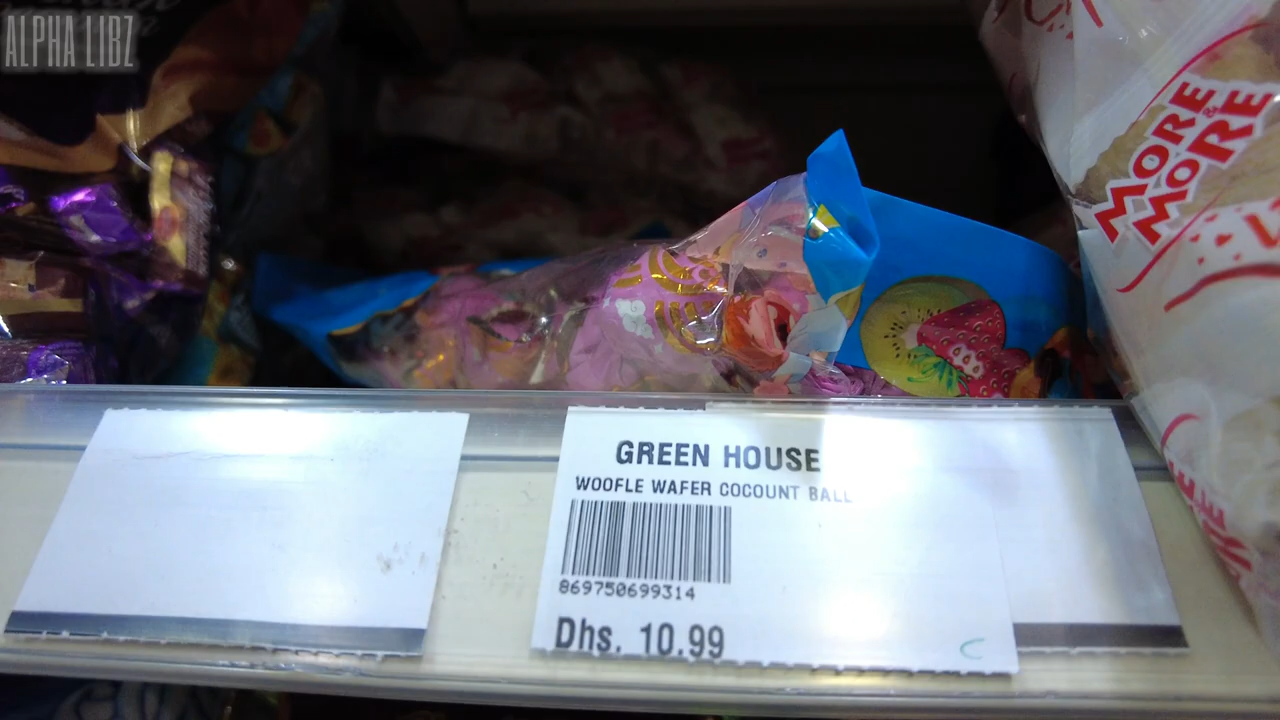 ALPHA LIBZ
MORE
&
MORE
GREEN HOUSE
WOOFLE WAFER COCOUNT BALL
869750699314
Dhs. 10.99
C